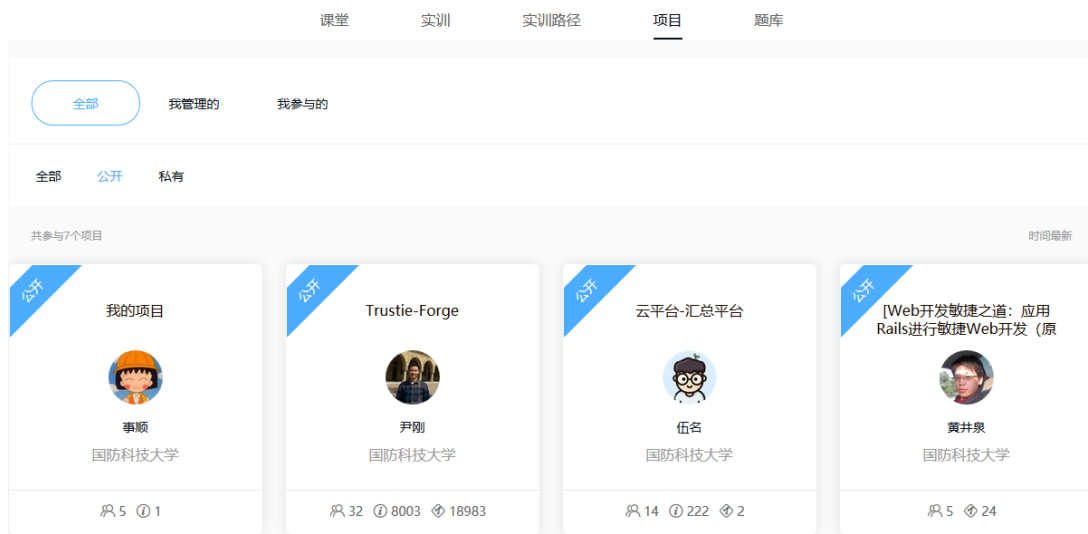 课堂 实训 实训路径 项目 题库
全部 我管理的 我参与的
全部 公开 私有
共参与7个项目 时间最新
公开 公开 公开 公开
我的项目
事顺
国防科技大学
5 1
Trustie-Forge
尹刚
国防科技大学
32 8003 18983
云平台-汇总平台
伍名
国防科技大学
14 222 2
[Web开发敏捷之道：应用
Rails进行敏捷Web开发（原
黄井泉
国防科技大学
5 24